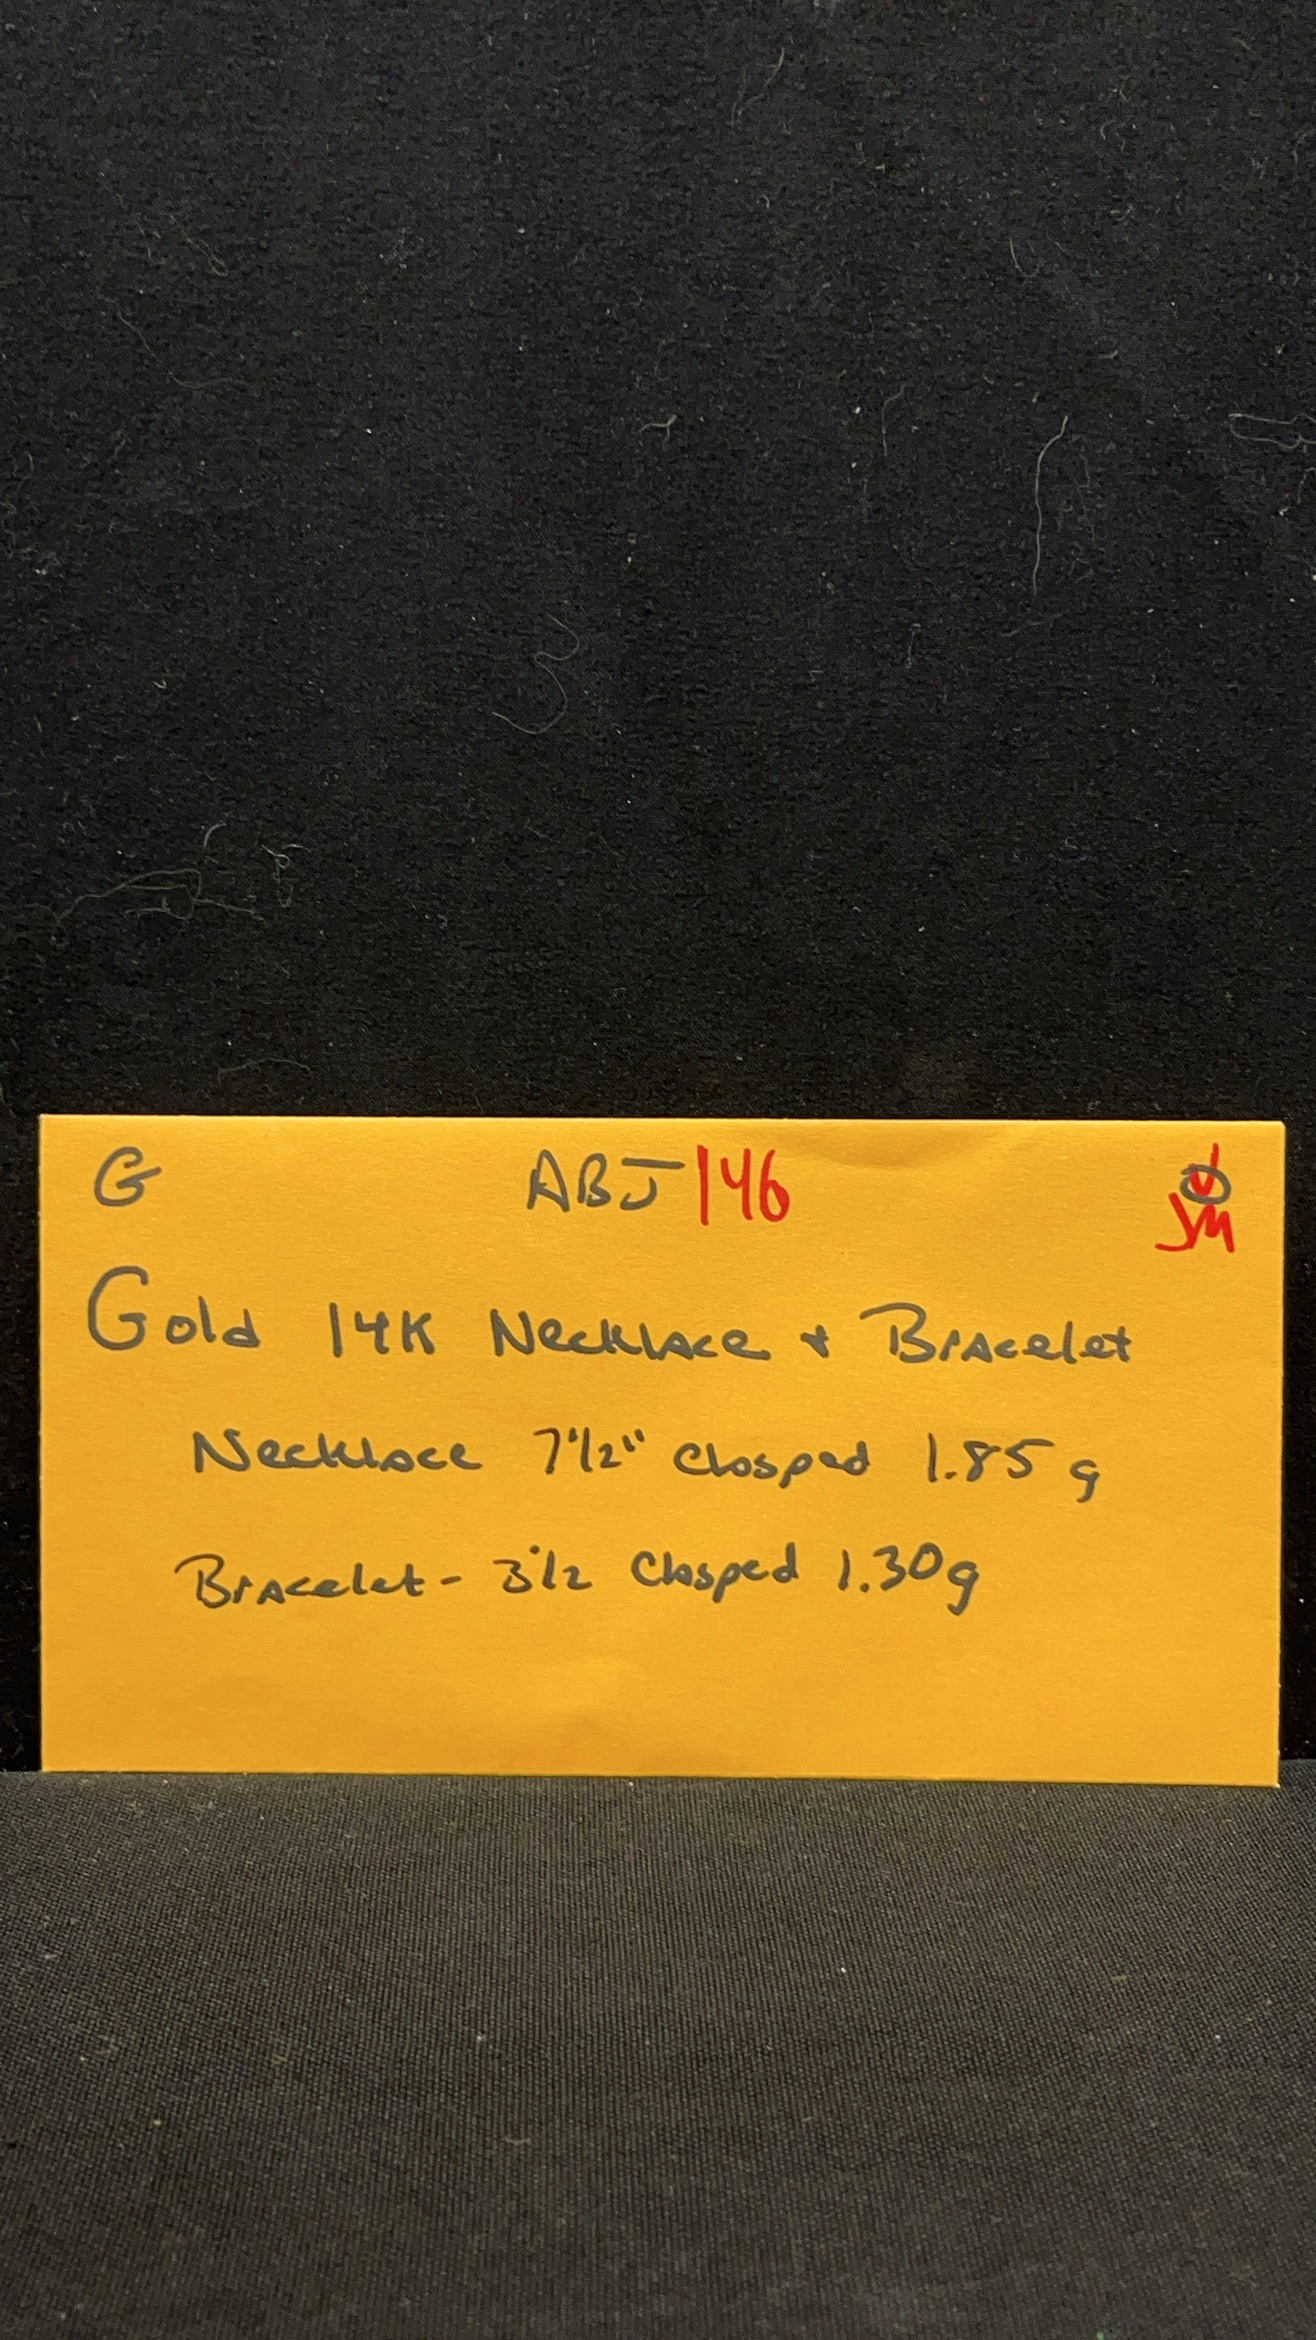 G ABJ-146 JM
Gold 14K Necklace + Bracelet
Necklace 7 1/2" Clasped 1.85 g
Bracelet - 3 1/2 Clasped 1.30g